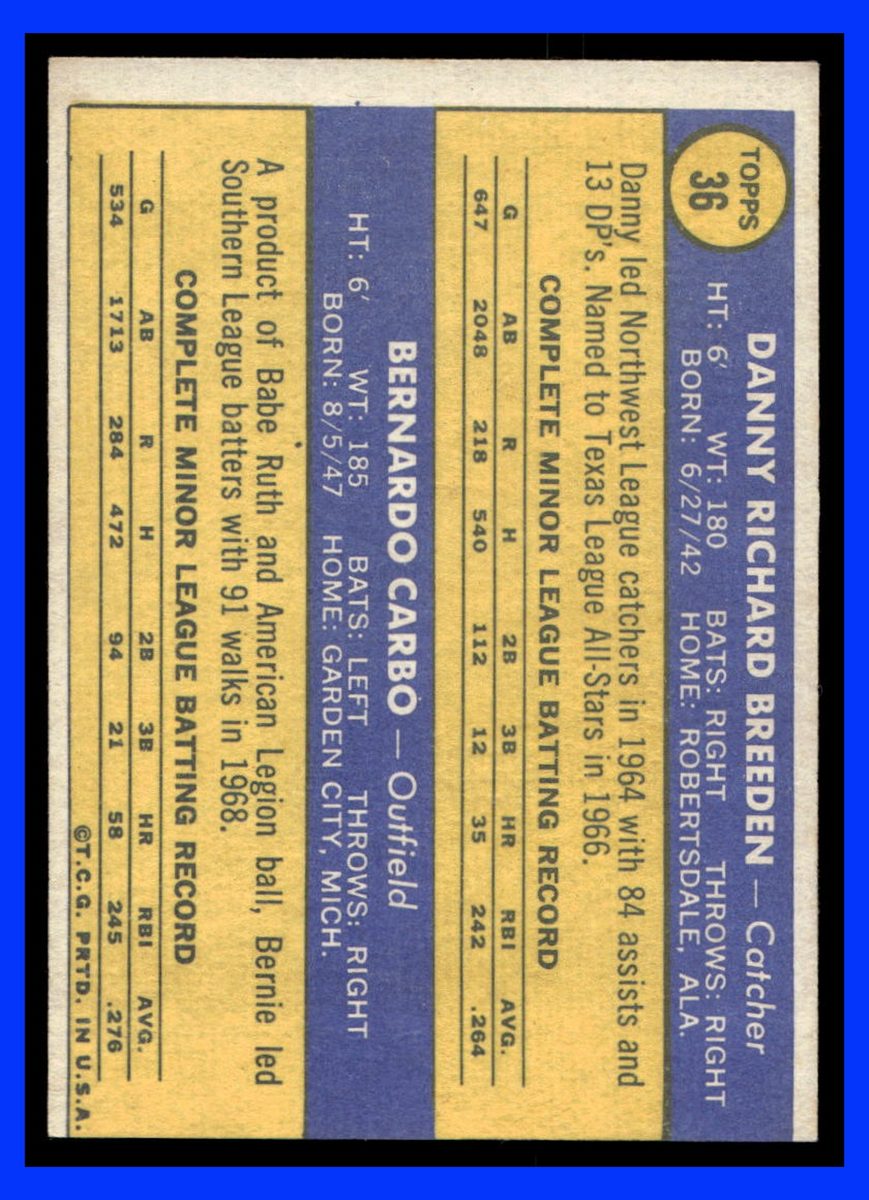 TOPPS
36
DANNY RICHARD BREEDEN — Catcher
HT: 6' WT: 180 BATS: RIGHT THROWS: RIGHT
BORN: 6/27/42 HOME: ROBERTSDALE, ALA.
Danny led Northwest League catchers in 1964 with 84 assists and
13 DP's. Named to Texas League All-Stars in 1966.
COMPLETE MINOR LEAGUE BATTING RECORD
G AB R H 2B 3B HR RBI AVG.
647 2048 218 540 112 12 35 242 .264
BERNARDO CARBO — Outfield
HT: 6' WT: 185 BATS: LEFT THROWS: RIGHT
BORN: 8/5/47 HOME: GARDEN CITY, MICH.
A product of Babe Ruth and American Legion ball, Bernie led
Southern League batters with 91 walks in 1968.
COMPLETE MINOR LEAGUE BATTING RECORD
G AB R H 2B 3B HR RBI AVG.
534 1713 284 472 94 21 58 245 .276
©T.C.G. PRTD. IN U.S.A.